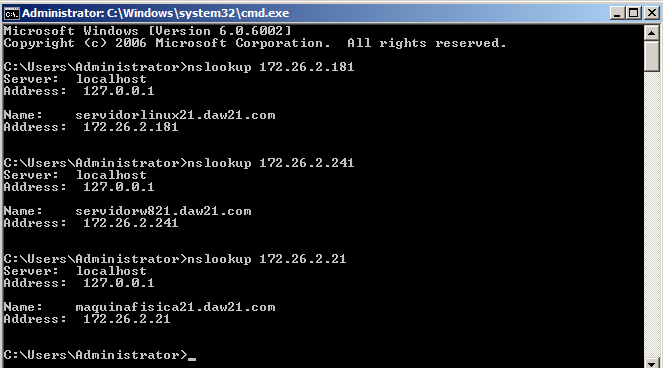 Administrator: C:\Windows\system32\cmd.exe
Microsoft Windows [Version 6.0.6002]
Copyright (c) 2006 Microsoft Corporation.  All rights reserved.
C:\Users\Administrator>nslookup 172.26.2.181
Server:  localhost
Address:  127.0.0.1
Name:    servidorlinux21.daw21.com
Address:  172.26.2.181
C:\Users\Administrator>nslookup 172.26.2.241
Server:  localhost
Address:  127.0.0.1
Name:    servidorw821.daw21.com
Address:  172.26.2.241
C:\Users\Administrator>nslookup 172.26.2.21
Server:  localhost
Address:  127.0.0.1
Name:    maquinafisica21.daw21.com
Address:  172.26.2.21
C:\Users\Administrator>_